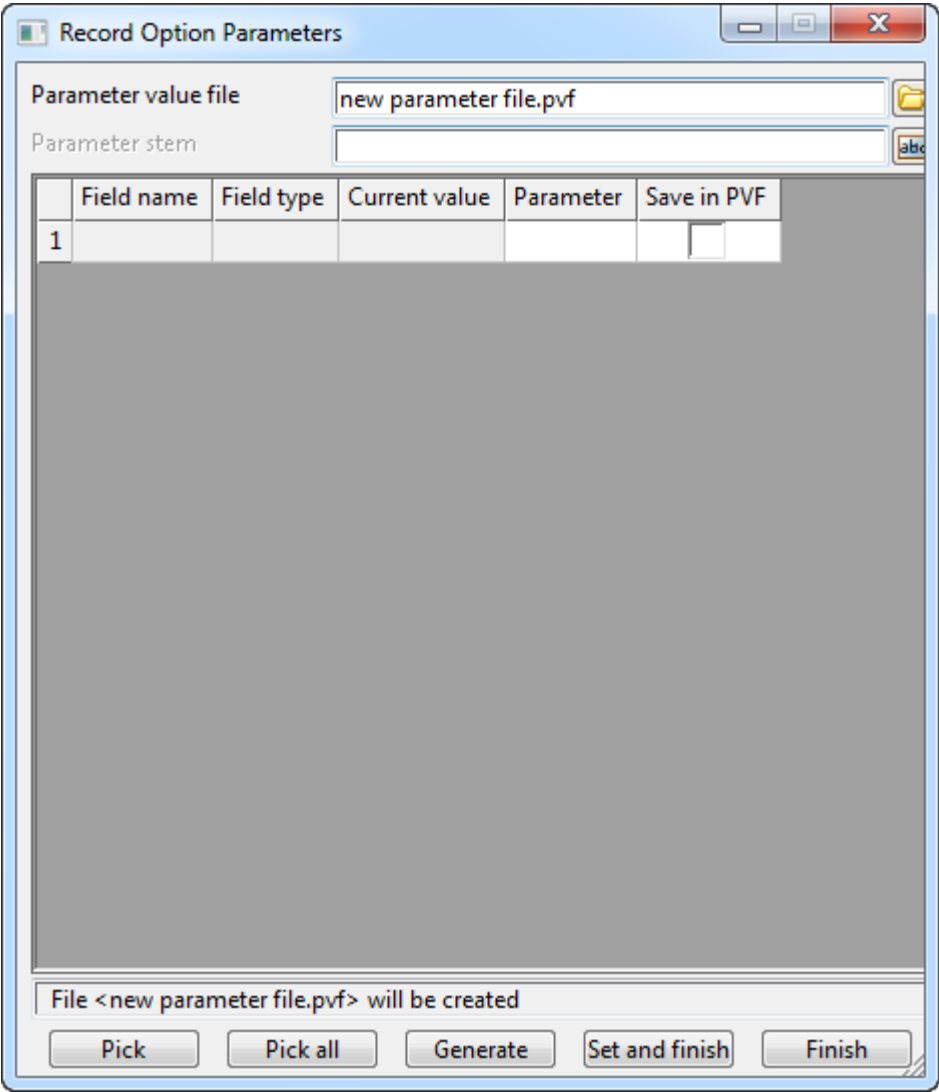 Record Option Parameters
Parameter value file new parameter file.pvf
Parameter stem abc
Field name Field type Current value Parameter Save in PVF
1
File <new parameter file.pvf> will be created
Pick Pick all Generate Set and finish Finish